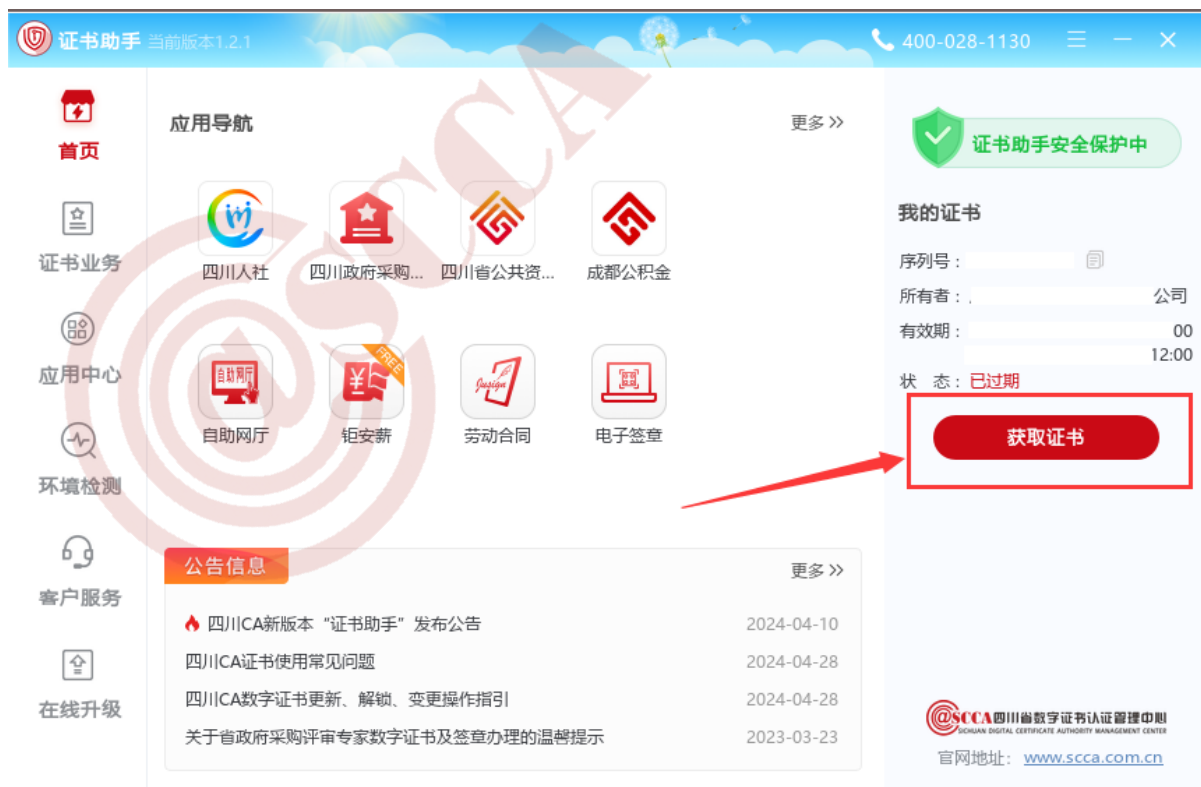 证书助手 当前版本1.2.1 400-028-1130
首页
证书业务
应用中心
环境检测
客户服务
在线升级
应用导航 更多
四川人社 四川政府采购... 四川省公共资... 成都公积金
自助网厅
FREE
Jusign
自助网厅 钜安薪 劳动合同 电子签章
公告信息 更多
四川CA新版本“证书助手”发布公告 2024-04-10
四川CA证书使用常见问题 2024-04-28
四川CA数字证书更新、解锁、变更操作指引 2024-04-28
关于省政府采购评审专家数字证书及签章办理的温馨提示 2023-03-23
证书助手安全保护中
我的证书
序列号：
所有者： 公司
有效期： 00
12:00
状 态：已过期
获取证书
@SCCA四川省数字证书认证管理中心
SICHUAN DIGITAL CERTIFICATE AUTHORITY MANAGEMENT CENTER
官网地址： www.scca.com.cn
@SCCA